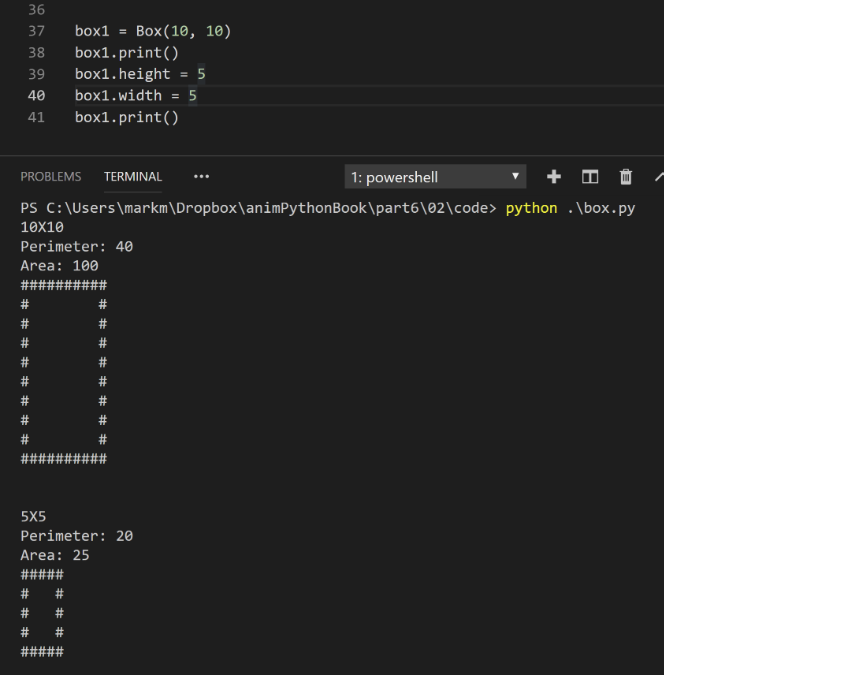 36
37 box1 = Box(10, 10)
38 box1.print()
39 box1.height = 5
40 box1.width = 5
41 box1.print()
PROBLEMS TERMINAL ••• 1: powershell
PS C:\Users\markm\Dropbox\animPythonBook\part6\02\code> python .\box.py
10X10
Perimeter: 40
Area: 100
##########
#        #
#        #
#        #
#        #
#        #
#        #
#        #
#        #
##########
5X5
Perimeter: 20
Area: 25
#####
#   #
#   #
#   #
#####